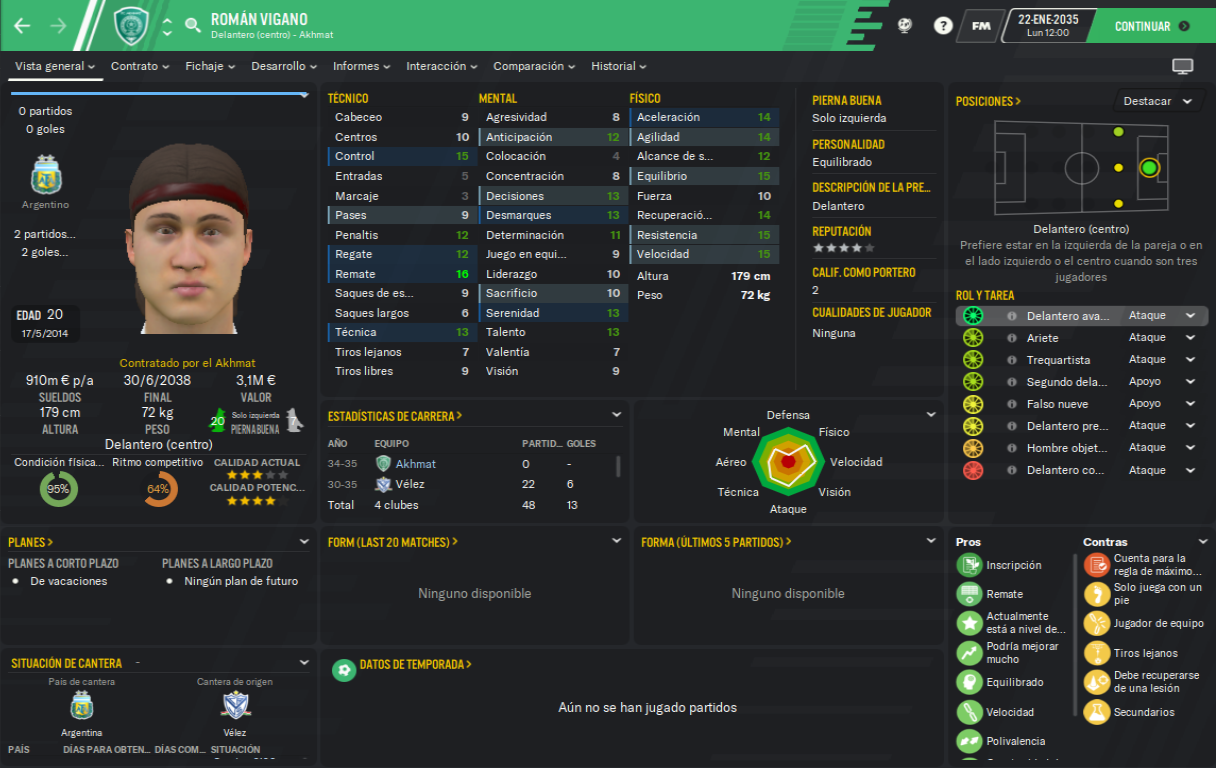 ROMÁN VIGANO
Delantero (centro) - Akhmat
?
FM
22-ENE-2035
Lun 12:00
CONTINUAR
Vista general
Contrato
Fichaje
Desarrollo
Informes
Interacción
Comparación
Historial
0 partidos
0 goles
Argentino
2 partidos...
2 goles...
EDAD 20
17/5/2014
Contratado por el Akhmat
910m € p/a
SUELDOS
30/6/2038
FINAL
3,1M €
VALOR
179 cm
ALTURA
72 kg
PESO
20
Solo izquierda
PIERNA BUENA
Delantero (centro)
Condición física...
95%
Ritmo competitivo
64%
CALIDAD ACTUAL
CALIDAD POTENC...
TÉCNICO
Cabeceo 9
Centros 10
Control 15
Entradas 5
Marcaje 3
Pases 9
Penaltis 12
Regate 12
Remate 16
Saques de es... 9
Saques largos 6
Técnica 13
Tiros lejanos 7
Tiros libres 9
MENTAL
Agresividad 8
Anticipación 12
Colocación 4
Concentración 8
Decisiones 13
Desmarques 13
Determinación 11
Juego en equi... 9
Liderazgo 10
Sacrificio 10
Serenidad 13
Talento 13
Valentía 7
Visión 9
FÍSICO
Aceleración 14
Agilidad 14
Alcance de s... 12
Equilibrio 15
Fuerza 10
Recuperació... 14
Resistencia 15
Velocidad 15
Altura 179 cm
Peso 72 kg
PIERNA BUENA
Solo izquierda
PERSONALIDAD
Equilibrado
DESCRIPCIÓN DE LA PRE...
Delantero
REPUTACIÓN
CALIF. COMO PORTERO
2
CUALIDADES DE JUGADOR
Ninguna
POSICIONES >
Destacar
Delantero (centro)
Prefiere estar en la izquierda de la pareja o en
el lado izquierdo o el centro cuando son tres
jugadores
ROL Y TAREA
Delantero ava... Ataque
Ariete Ataque
Trequartista Ataque
Segundo dela... Apoyo
Falso nueve Apoyo
Delantero pre... Ataque
Hombre objet... Ataque
Delantero co... Ataque
ESTADÍSTICAS DE CARRERA >
AÑO EQUIPO PARTID... GOLES
34-35 Akhmat 0 -
30-35 Vélez 22 6
Total 4 clubes 48 13
Defensa
Físico
Velocidad
Visión
Ataque
Técnica
Aéreo
Mental
PLANES >
PLANES A CORTO PLAZO
De vacaciones
PLANES A LARGO PLAZO
Ningún plan de futuro
FORM (LAST 20 MATCHES) >
Ninguno disponible
FORMA (ÚLTIMOS 5 PARTIDOS) >
Ninguno disponible
Pros
Inscripción
Remate
Actualmente
está a nivel de...
Podría mejorar
mucho
Equilibrado
Velocidad
Polivalencia
Contras
Cuenta para la
regla de máximo...
Solo juega con un
pie
Jugador de equipo
Tiros lejanos
Debe recuperarse
de una lesión
Secundarios
SITUACIÓN DE CANTERA -
País de cantera
Argentina
Cantera de origen
Vélez
PAÍS DÍAS PARA OBTEN... DÍAS COM... SITUACIÓN
DATOS DE TEMPORADA >
Aún no se han jugado partidos